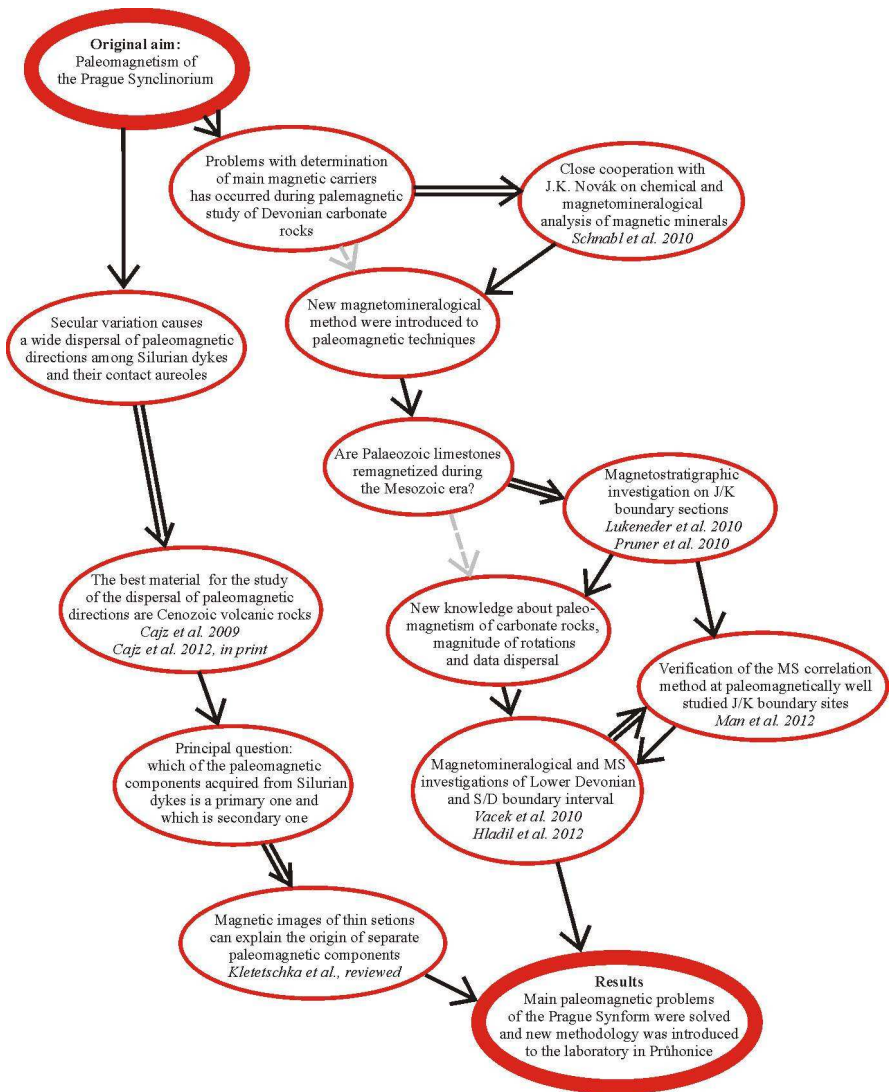 Original aim:
Paleomagnetism of
the Prague Synclinorium
Problems with determination
of main magnetic carriers
has occurred during palemagnetic
study of Devonian carbonate
rocks
Close cooperation with
J.K. Novák on chemical and
magnetomineralogical
analysis of magnetic minerals
Schnabl et al. 2010
New magnetomineralogical
method were introduced to
paleomagnetic techniques
Secular variation causes
a wide dispersal of paleomagnetic
directions among Silurian dykes
and their contact aureoles
Are Palaeozoic limestones
remagnetized during
the Mesozoic era?
Magnetostratigraphic
investigation on J/K
boundary sections
Lukeneder et al. 2010
Pruner et al. 2010
The best material for the study
of the dispersal of paleomagnetic
directions are Cenozoic volcanic rocks
Cajz et al. 2009
Cajz et al. 2012, in print
New knowledge about paleo-
magnetism of carbonate rocks,
magnitude of rotations
and data dispersal
Verification of the MS correlation
method at paleomagnetically well
studied J/K boundary sites
Man et al. 2012
Principal question:
which of the paleomagnetic
components acquired from Silurian
dykes is a primary one and
which is secondary one
Magnetomineralogical and MS
investigations of Lower Devonian
and S/D boundary interval
Vacek et al. 2010
Hladil et al. 2012
Magnetic images of thin setions
can explain the origin of separate
paleomagnetic components
Kletetschka et al., reviewed
Results
Main paleomagnetic problems
of the Prague Synform were solved
and new methodology was introduced
to the laboratory in Průhonice